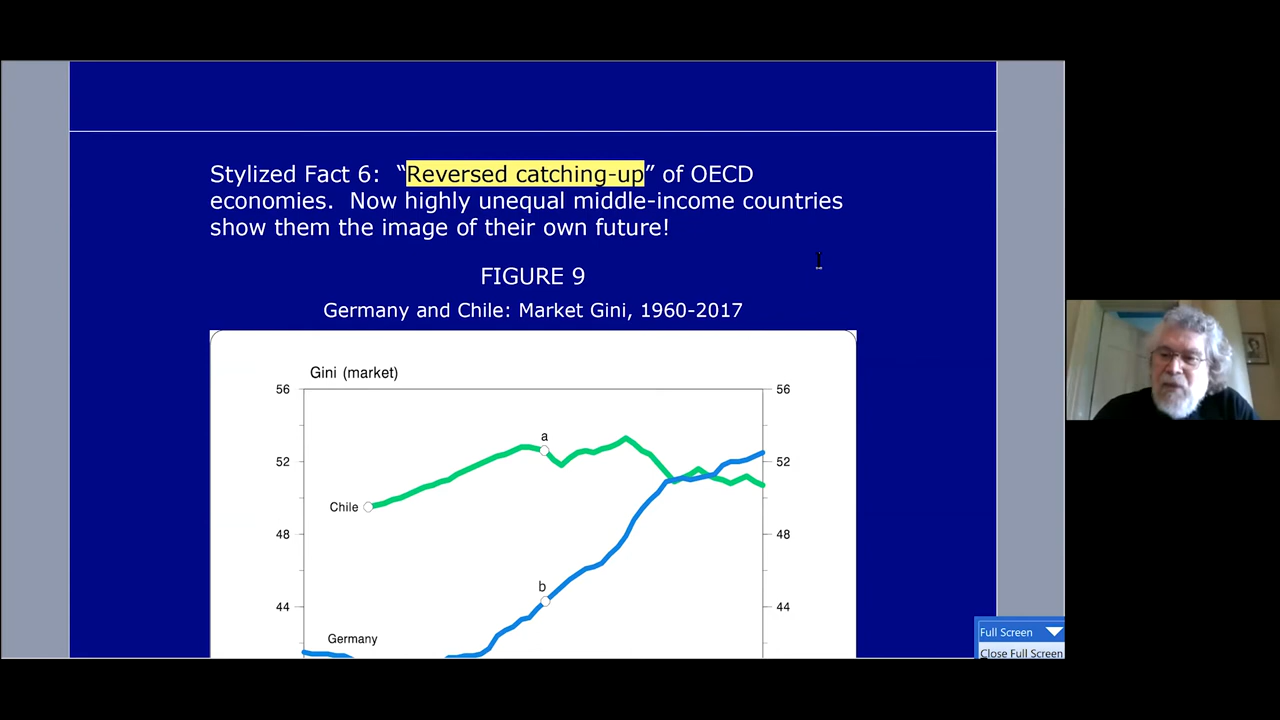 Stylized Fact 6: “Reversed catching-up” of OECD
economies. Now highly unequal middle-income countries
show them the image of their own future!
FIGURE 9
Germany and Chile: Market Gini, 1960-2017
Gini (market)
56 56
a
52 52
Chile
48 48
b
44 44
Germany
Full Screen
Close Full Screen